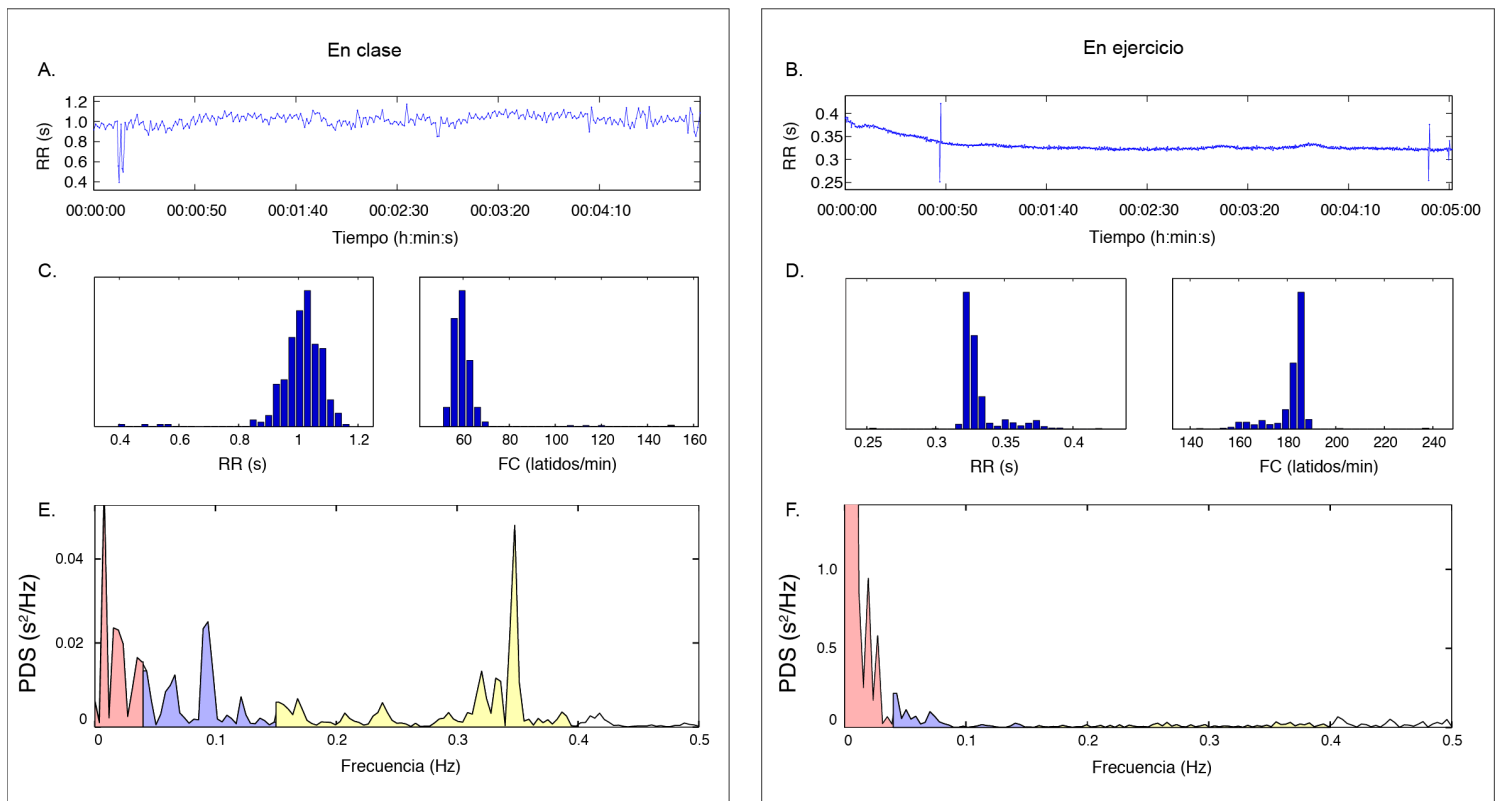 En clase
A.
1.2
1.0
0.8
0.6
0.4
RR (s)
00:00:00 00:00:50 00:01:40 00:02:30 00:03:20 00:04:10
Tiempo (h:min:s)
C.
0.4 0.6 0.8 1 1.2
RR (s)
60 80 100 120 140 160
FC (latidos/min)
E.
0.04
0.02
0
PDS (s²/Hz)
0 0.1 0.2 0.3 0.4 0.5
Frecuencia (Hz)
En ejercicio
B.
0.4
0.35
0.3
0.25
RR (s)
00:00:00 00:00:50 00:01:40 00:02:30 00:03:20 00:04:10 00:05:00
Tiempo (h:min:s)
D.
0.25 0.3 0.35 0.4
RR (s)
140 160 180 200 220 240
FC (latidos/min)
F.
1.0
0.5
0
PDS (s²/Hz)
0 0.1 0.2 0.3 0.4 0.5
Frecuencia (Hz)